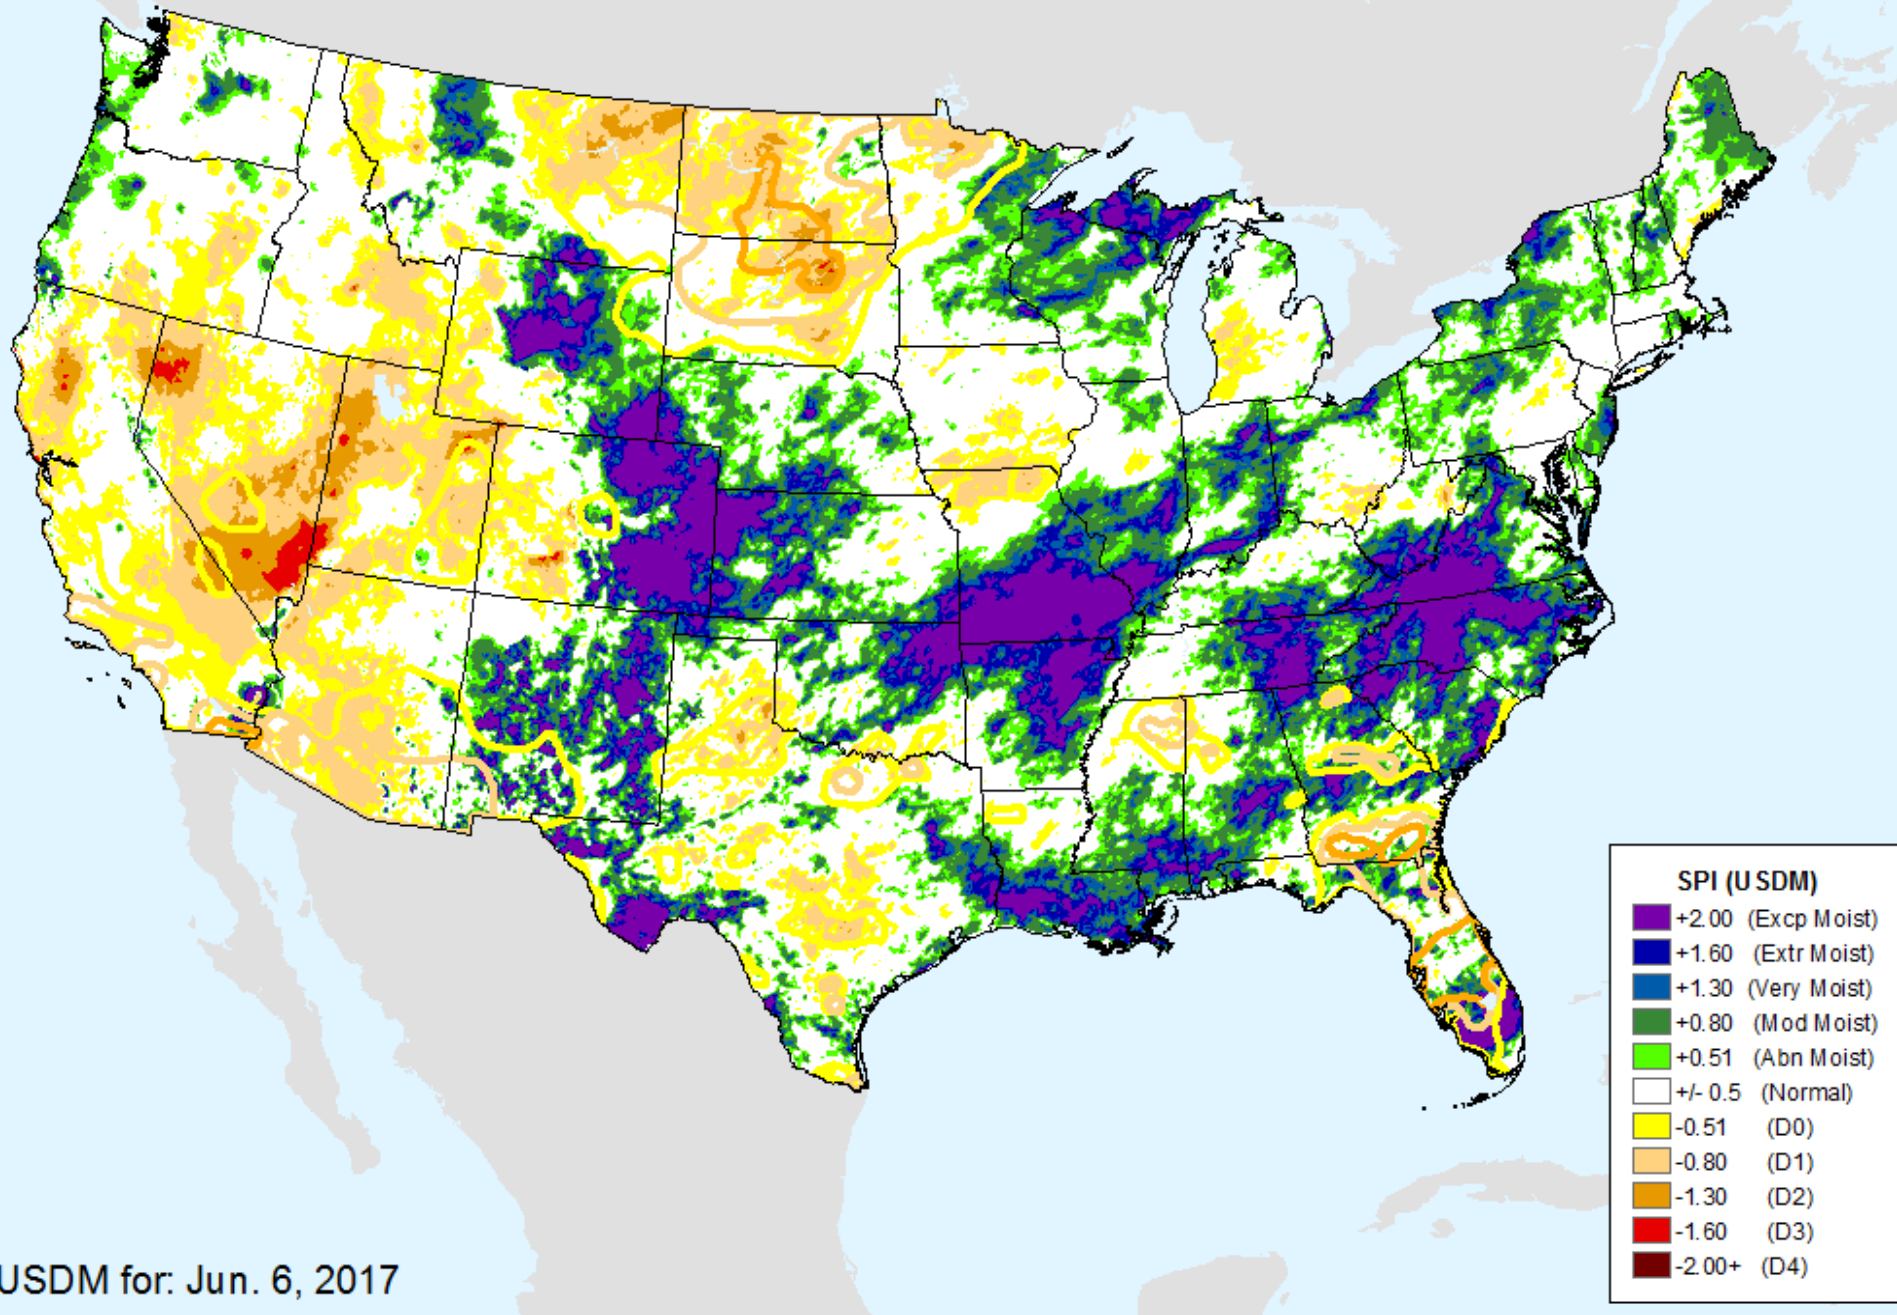 SPI (USDM)
+2.00 (Excp Moist)
+1.60 (Extr Moist)
+1.30 (Very Moist)
+0.80 (Mod Moist)
+0.51 (Abn Moist)
+/- 0.5 (Normal)
-0.51 (D0)
-0.80 (D1)
-1.30 (D2)
-1.60 (D3)
-2.00+ (D4)
USDM for: Jun. 6, 2017